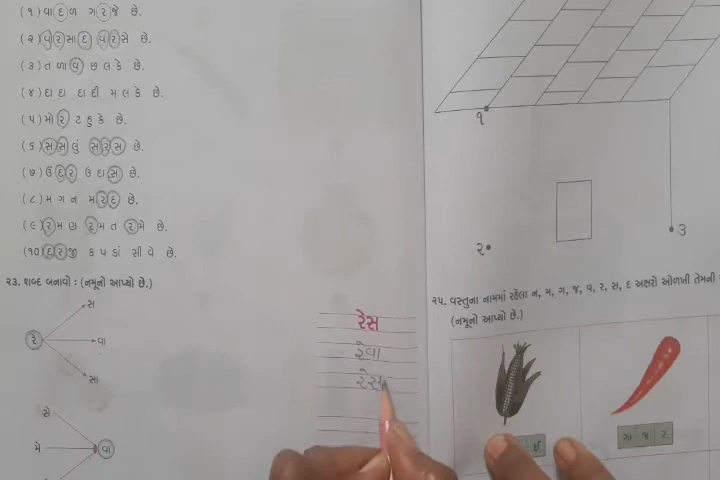 (૧) વાદળ ગરજે છે.
(૨) વરસાદ વરસે છે.
(૩) તળાવ છલકે છે.
(૪) દાદા દાદી મલકે છે.
(૫) મોર ટહુકે છે.
(૬) સસલું સરસ છે.
(૭) ઉંદર ઉદાસ છે.
(૮) મગન મરદ છે.
(૯) રમણ રમત રમે છે.
(૧૦) દરજી કપડાં સીવે છે.
૨૩. શબ્દ બનાવો : (નમૂનો આપ્યો છે.)
રે
સ
વા
સા
સે
મે
વા
રેસ
રેવા
રેસ
૧
૨
૩
૨૫. વસ્તુના નામમાં રહેલા ન, મ, ગ, જ, વ, ર, સ, દ અક્ષરો ઓળખી તેમની
(નમૂનો આપ્યો છે.)
ઈ
ગા જ ર